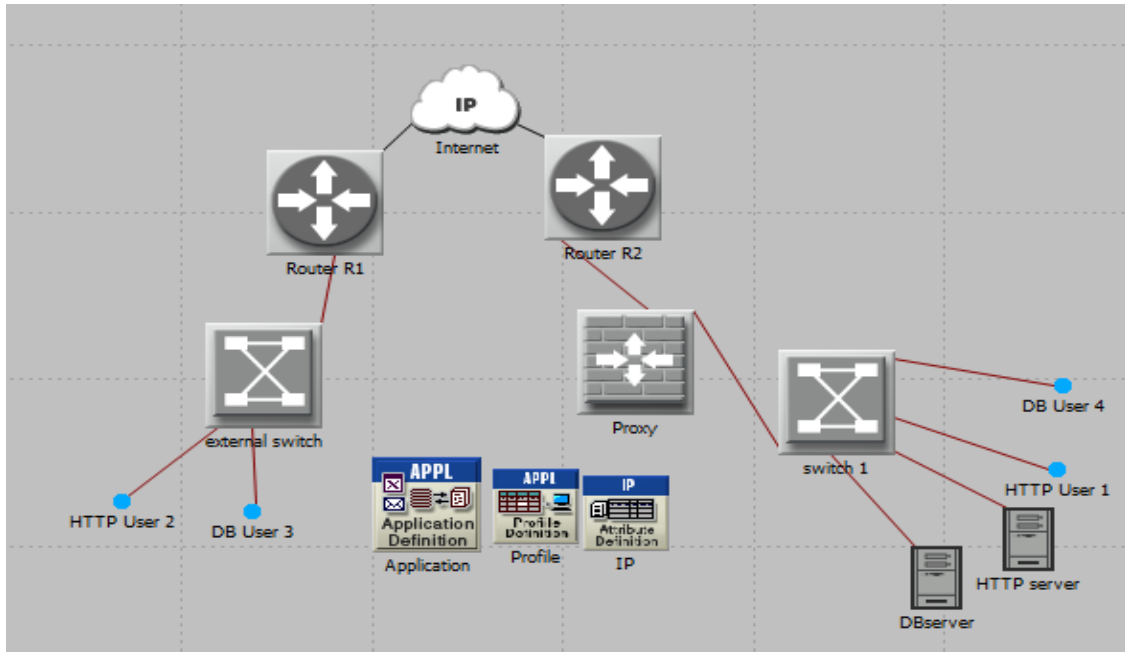 IP
Internet
Router R1
Router R2
external switch
Proxy
switch 1
DB User 4
HTTP User 1
HTTP User 2
DB User 3
APPL
Application
Definition
Application
APPL
Profile
Definition
Profile
IP
Attribute
Definition
IP
HTTP server
DBserver